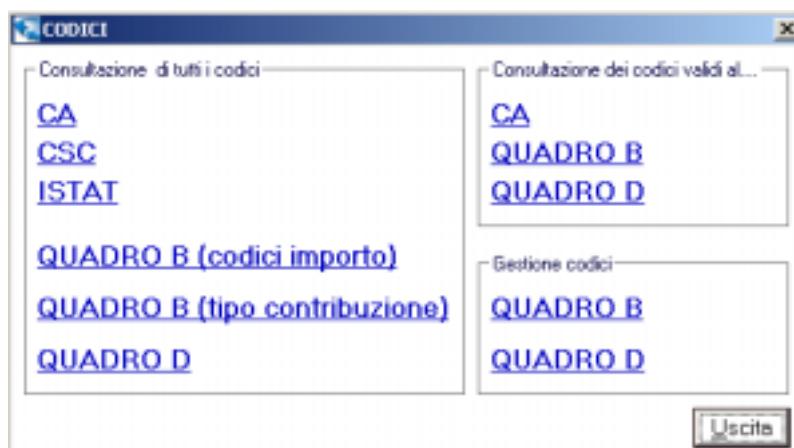 CODICI
Consultazione di tutti i codici
CA
CSC
ISTAT
QUADRO B (codici importo)
QUADRO B (tipo contribuzione)
QUADRO D
Consultazione dei codici validi al...
CA
QUADRO B
QUADRO D
Gestione codici
QUADRO B
QUADRO D
Uscita